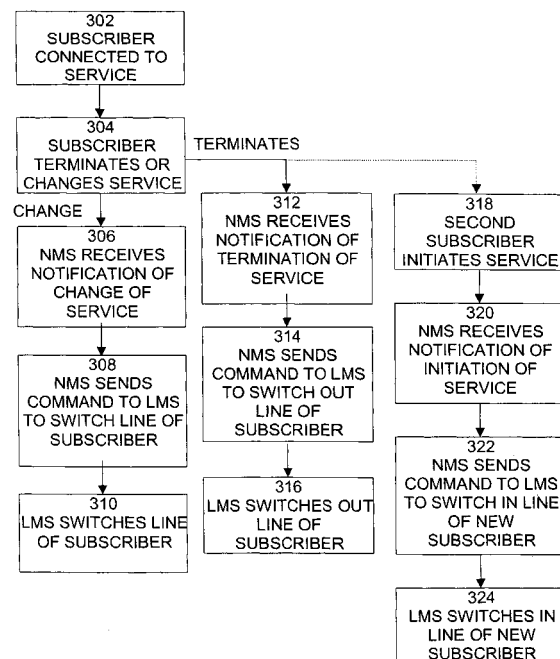 302
SUBSCRIBER
CONNECTED TO
SERVICE
304
SUBSCRIBER
TERMINATES OR
CHANGES SERVICE
TERMINATES
CHANGE
306
NMS RECEIVES
NOTIFICATION OF
CHANGE OF
SERVICE
308
NMS SENDS
COMMAND TO LMS
TO SWITCH LINE OF
SUBSCRIBER
310
LMS SWITCHES LINE
OF SUBSCRIBER
312
NMS RECEIVES
NOTIFICATION OF
TERMINATION OF
SERVICE
314
NMS SENDS
COMMAND TO LMS
TO SWITCH OUT
LINE OF
SUBSCRIBER
316
LMS SWITCHES OUT
LINE OF
SUBSCRIBER
318
SECOND
SUBSCRIBER
INITIATES SERVICE
320
NMS RECEIVES
NOTIFICATION OF
INITIATION OF
SERVICE
322
NMS SENDS
COMMAND TO LMS
TO SWITCH IN LINE
OF NEW
SUBSCRIBER
324
LMS SWITCHES IN
LINE OF NEW
SUBSCRIBER